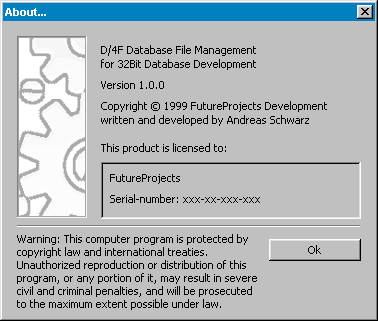 About...
D/4F Database File Management
for 32Bit Database Development
Version 1.0.0
Copyright © 1999 FutureProjects Development
written and developed by Andreas Schwarz
This product is licensed to:
FutureProjects
Serial-number: xxx-xx-xxx-xxx
Warning: This computer program is protected by
copyright law and international treaties.
Unauthorized reproduction or distribution of this
program, or any portion of it, may result in severe
civil and criminal penalties, and will be prosecuted
to the maximum extent possible under law.
Ok